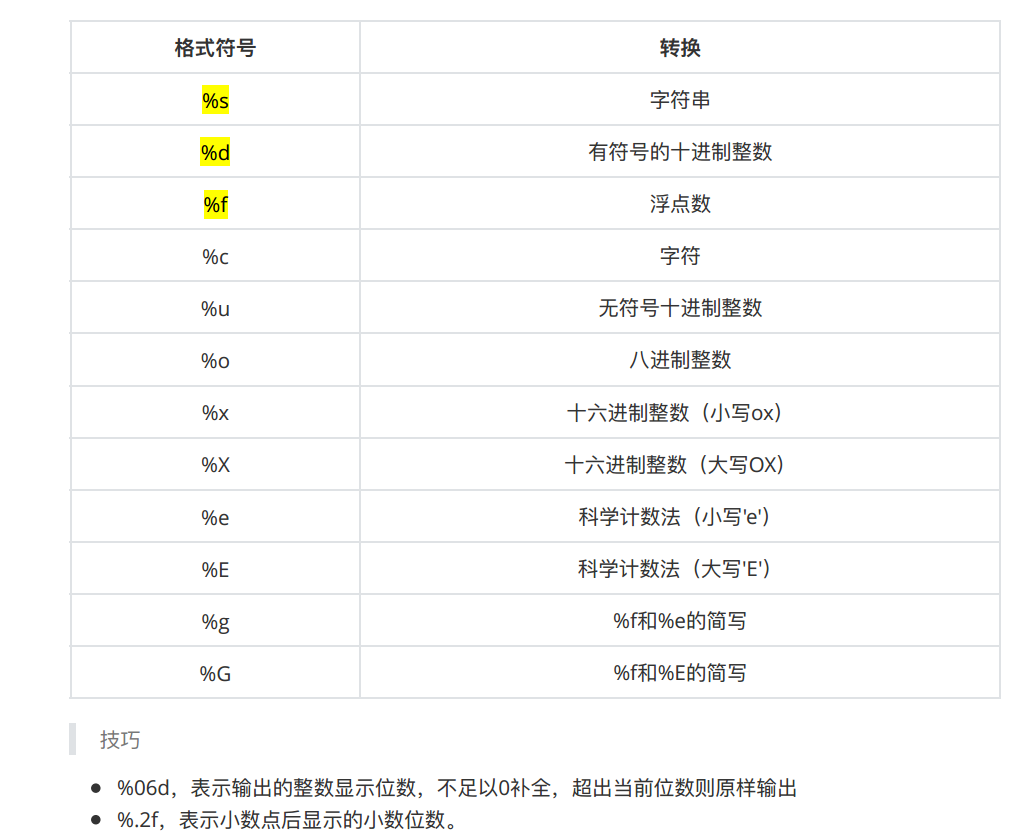 格式符号 转换
%s 字符串
%d 有符号的十进制整数
%f 浮点数
%c 字符
%u 无符号十进制整数
%o 八进制整数
%x 十六进制整数（小写ox）
%X 十六进制整数（大写OX）
%e 科学计数法（小写'e'）
%E 科学计数法（大写'E'）
%g %f和%e的简写
%G %f和%E的简写
技巧
● %06d，表示输出的整数显示位数，不足以0补全，超出当前位数则原样输出
● %.2f，表示小数点后显示的小数位数。